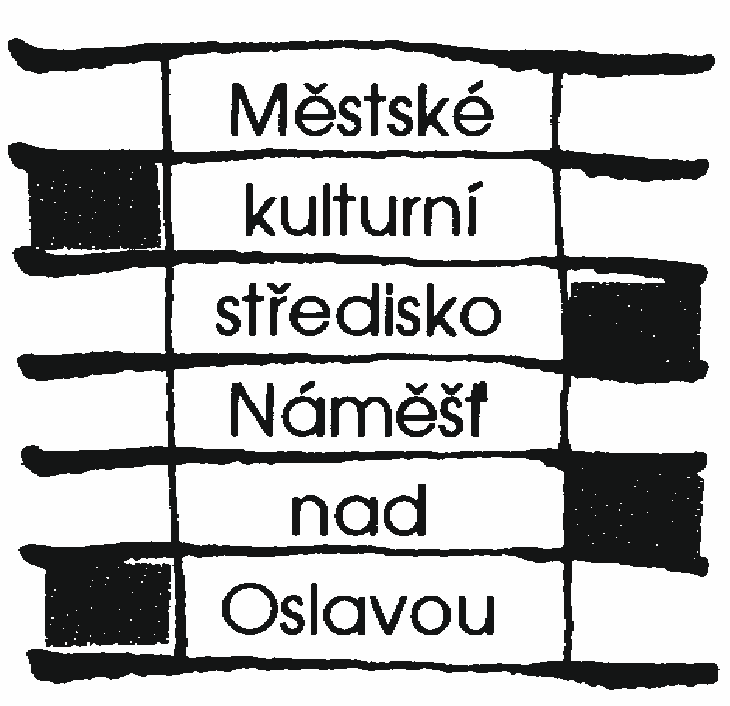 Městské
kulturní
středisko
Náměšť
nad
Oslavou